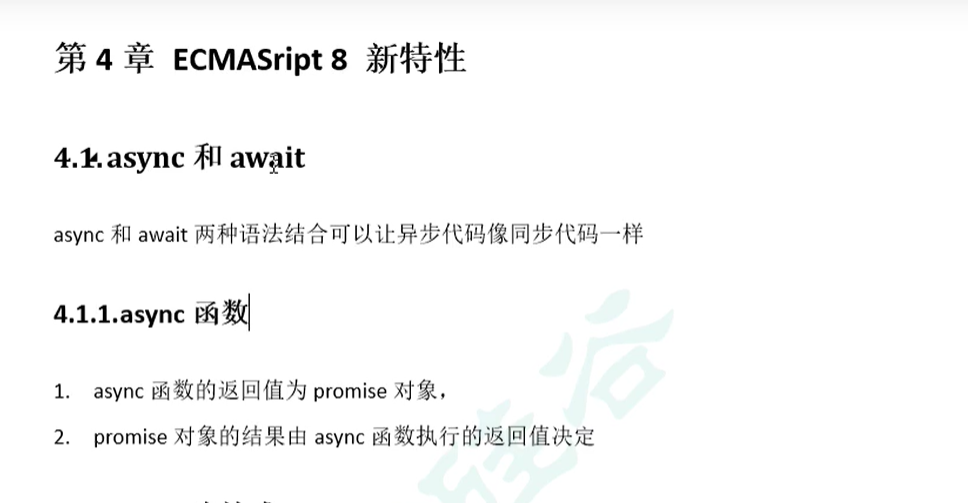 第 4 章 ECMASript 8 新特性
4.1.async 和 await
async 和 await 两种语法结合可以让异步代码像同步代码一样
4.1.1.async 函数
1. async 函数的返回值为 promise 对象，
2. promise 对象的结果由 async 函数执行的返回值决定
硅谷